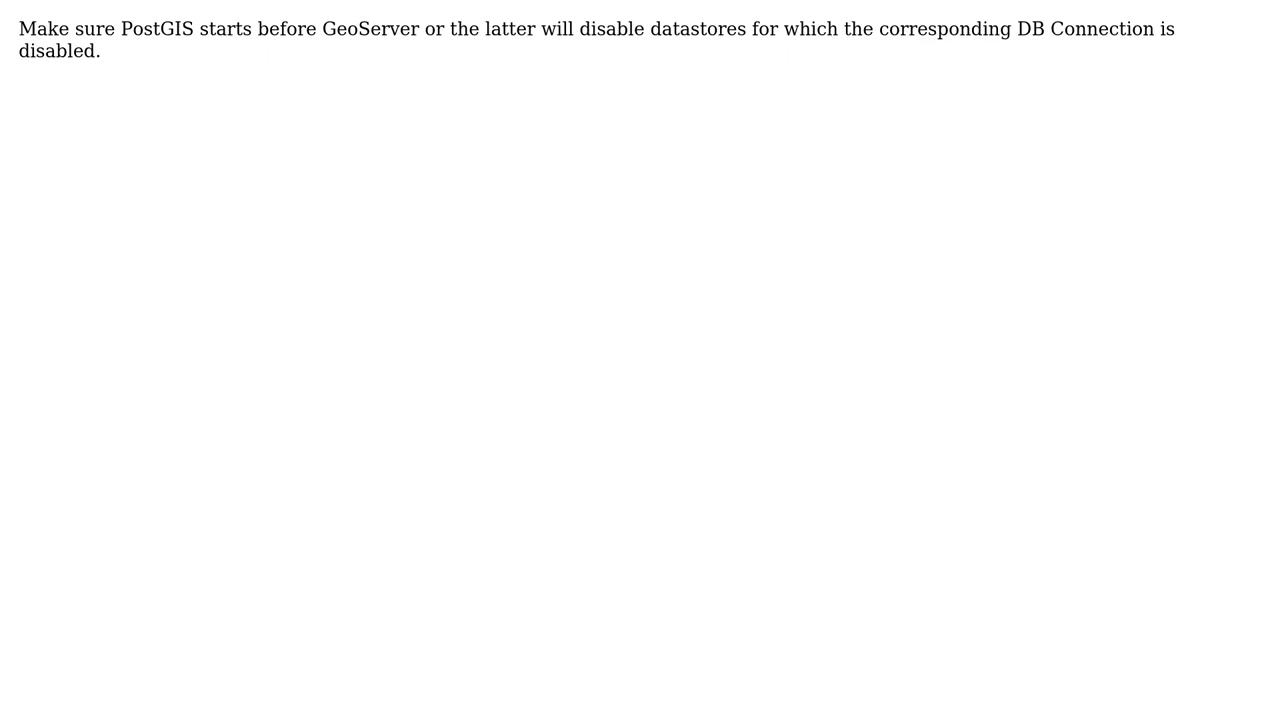 Make sure PostGIS starts before GeoServer or the latter will disable datastores for which the corresponding DB Connection is
disabled.